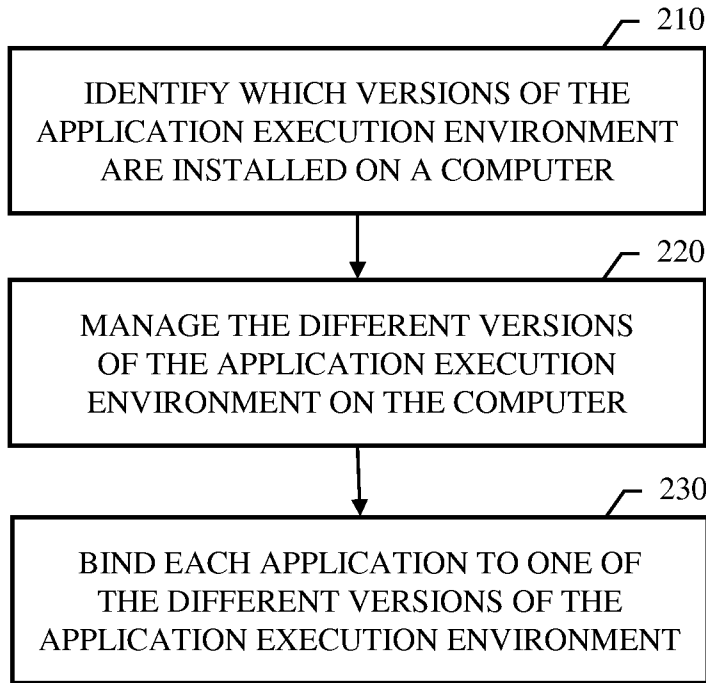 210
IDENTIFY WHICH VERSIONS OF THE
APPLICATION EXECUTION ENVIRONMENT
ARE INSTALLED ON A COMPUTER
220
MANAGE THE DIFFERENT VERSIONS
OF THE APPLICATION EXECUTION
ENVIRONMENT ON THE COMPUTER
230
BIND EACH APPLICATION TO ONE OF
THE DIFFERENT VERSIONS OF THE
APPLICATION EXECUTION ENVIRONMENT